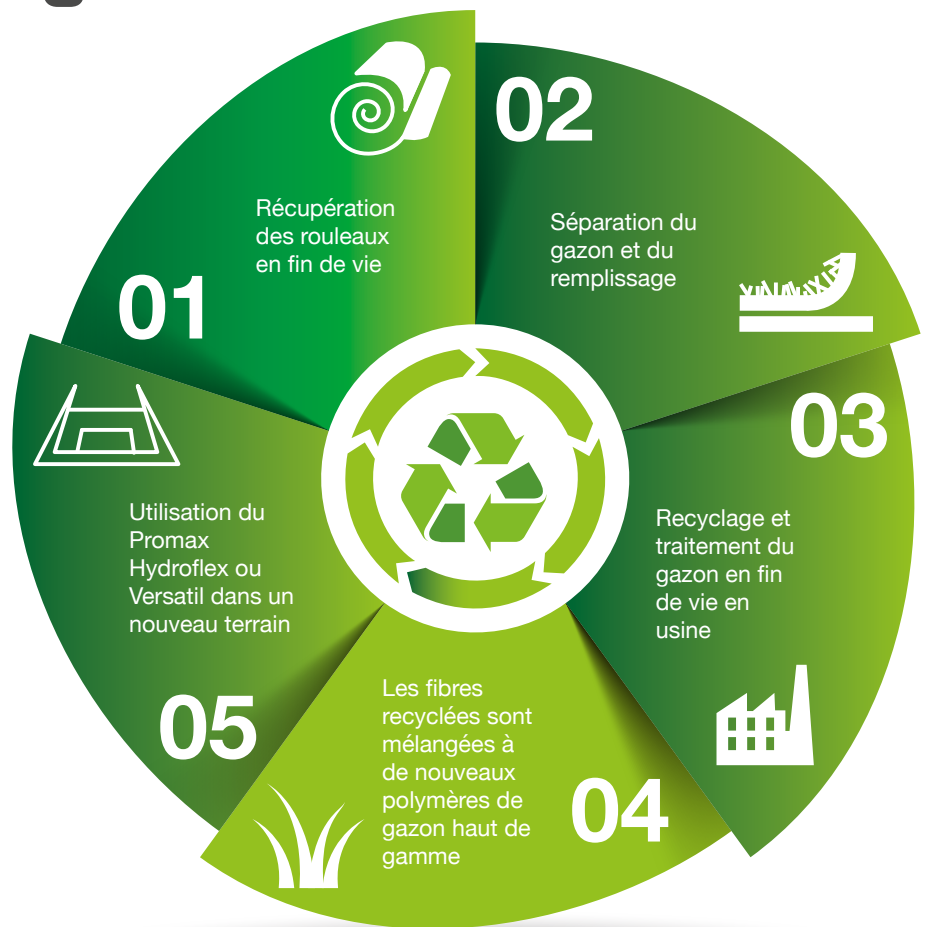 01
Récupération
des rouleaux
en fin de vie
02
Séparation du
gazon et du
remplissage
03
Recyclage et
traitement du
gazon en fin
de vie en
usine
04
Les fibres
recyclées sont
mélangées à
de nouveaux
polymères de
gazon haut de
gamme
05
Utilisation du
Promax
Hydroflex ou
Versatil dans un
nouveau terrain